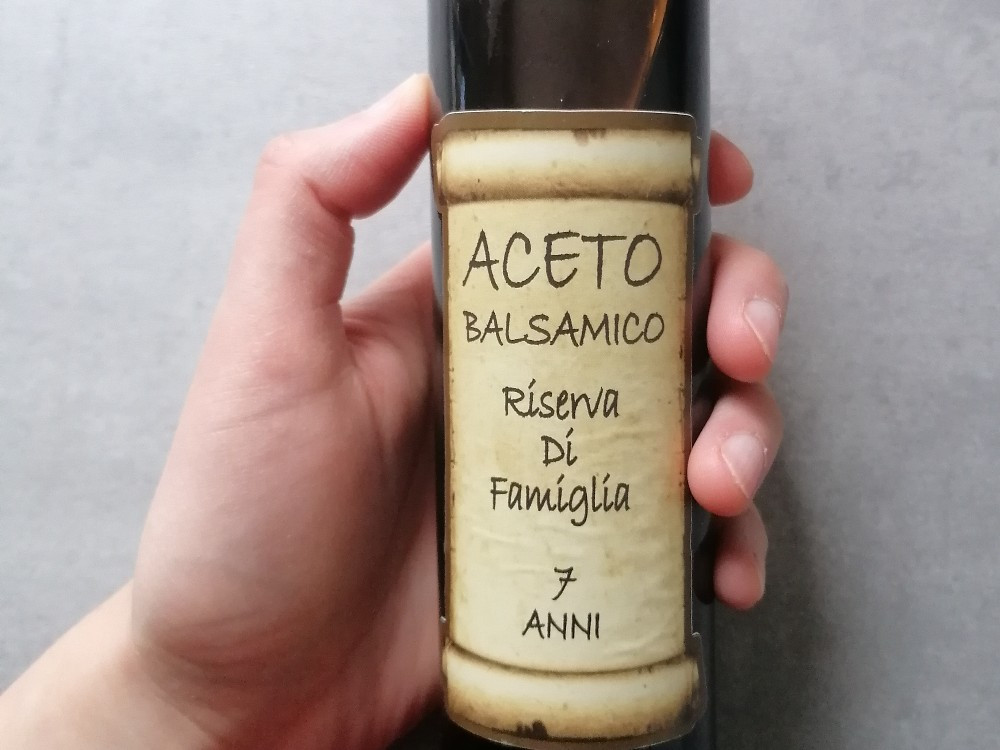 ACETO
BALSAMICO
Riserva
Di
Famiglia
7
ANNI